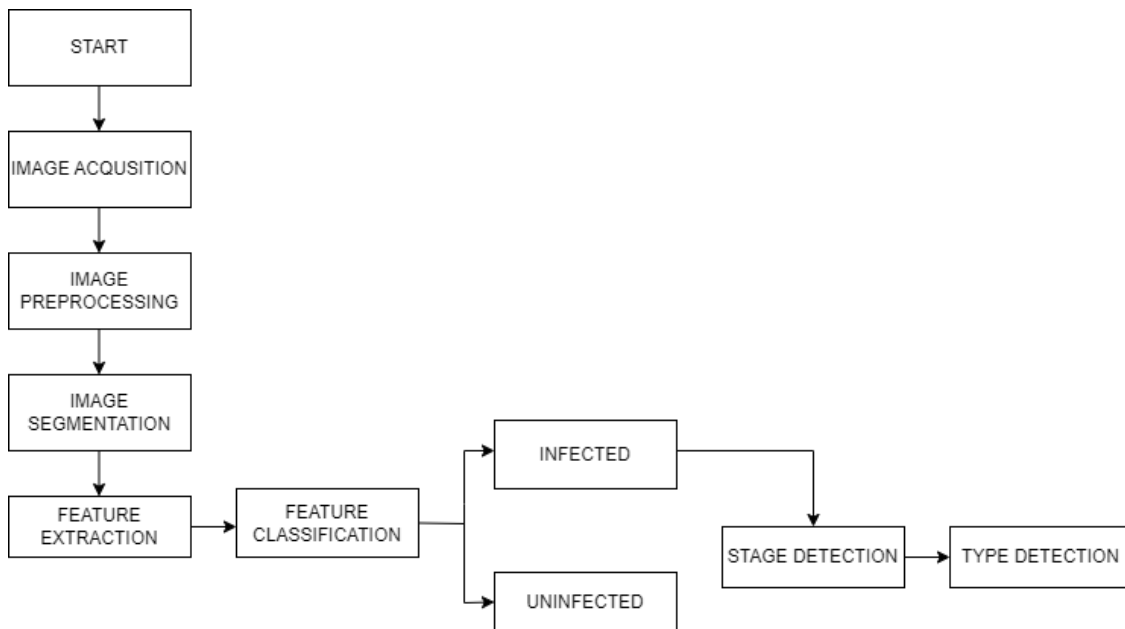 START
IMAGE ACQUSITION
IMAGE
PREPROCESSING
IMAGE
SEGMENTATION
FEATURE
EXTRACTION
FEATURE
CLASSIFICATION
INFECTED
UNINFECTED
STAGE DETECTION
TYPE DETECTION